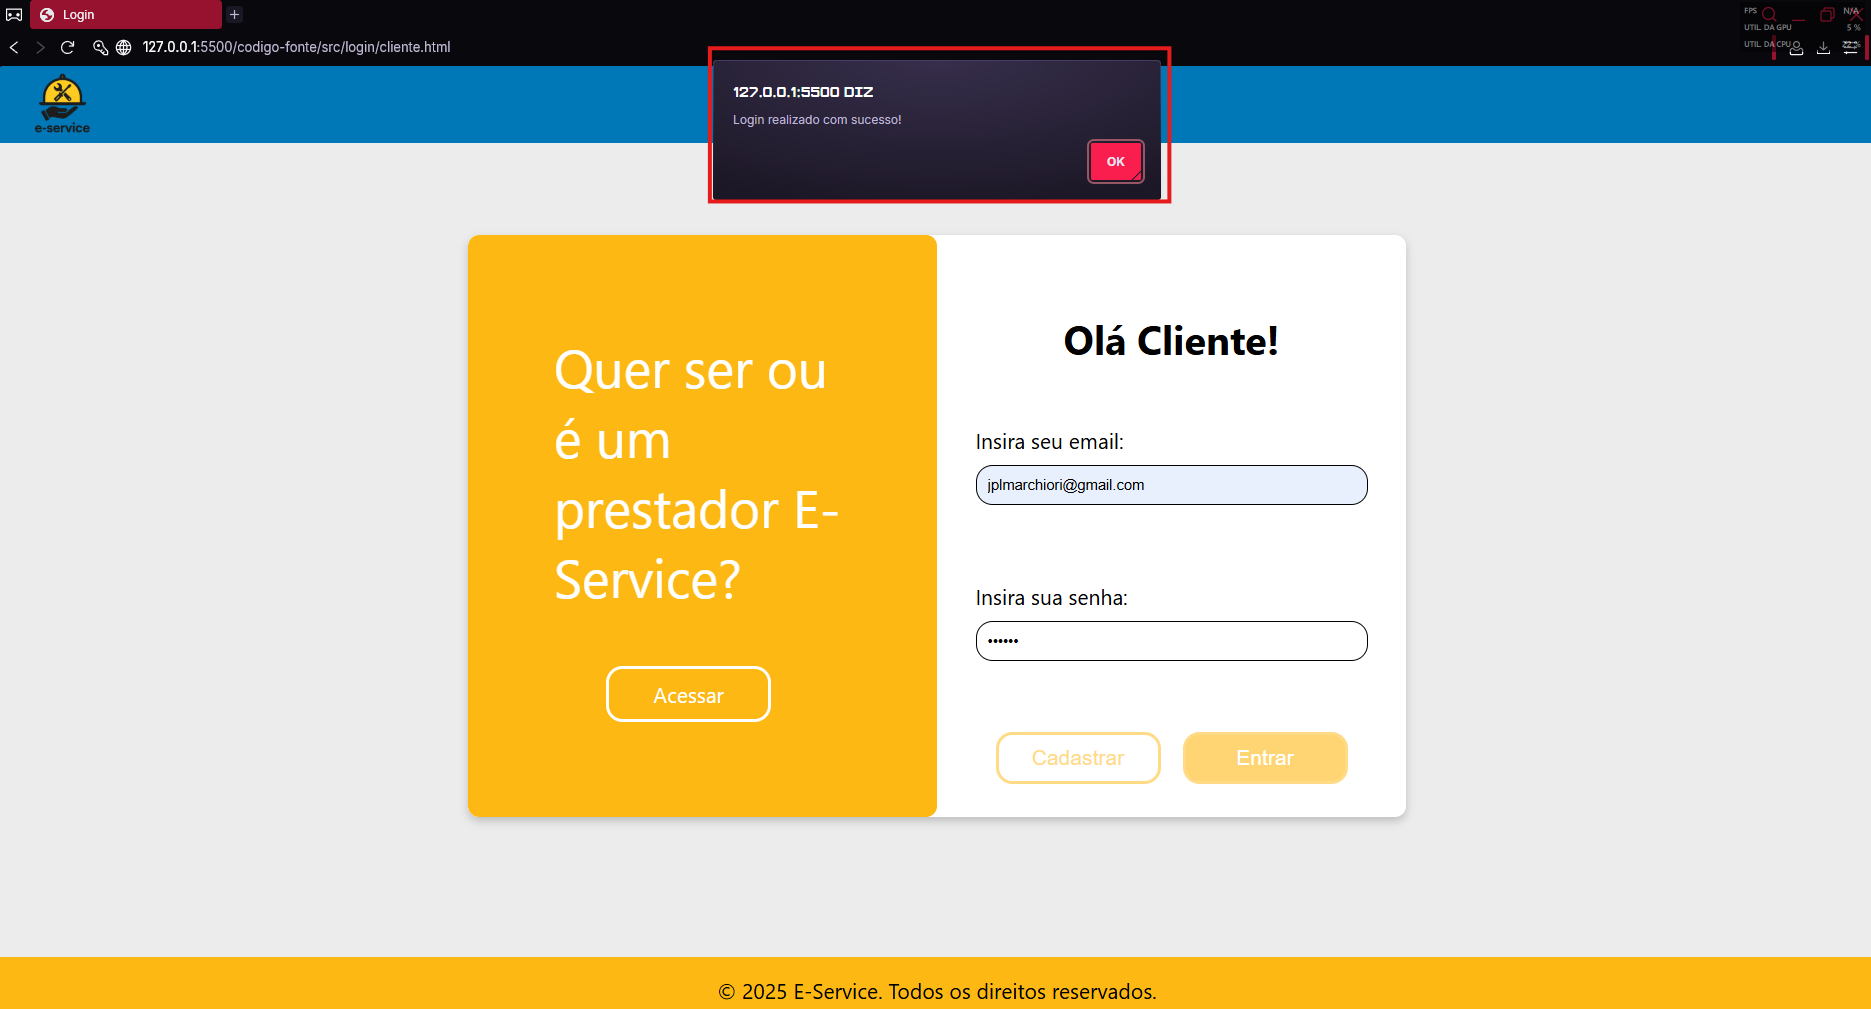 Login
FPS
N/A
UTIL. DA GPU
5 %
127.0.0.1:5500/codigo-fonte/src/login/cliente.html
UTIL. DA CPU
e-service
127.0.0.1:5500 DIZ
Login realizado com sucesso!
OK
Quer ser ou
é um
prestador E-
Service?
Acessar
Olá Cliente!
Insira seu email:
jplmarchiori@gmail.com
Insira sua senha:
••••••
Cadastrar
Entrar
© 2025 E-Service. Todos os direitos reservados.